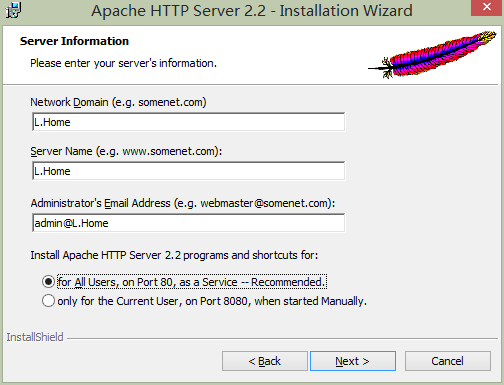 Apache HTTP Server 2.2 - Installation Wizard
Server Information
Please enter your server's information.
Network Domain (e.g. somenet.com)
L.Home
Server Name (e.g. www.somenet.com):
L.Home
Administrator's Email Address (e.g. webmaster@somenet.com):
admin@L.Home
Install Apache HTTP Server 2.2 programs and shortcuts for:
for All Users, on Port 80, as a Service -- Recommended.
only for the Current User, on Port 8080, when started Manually.
InstallShield
< Back Next > Cancel